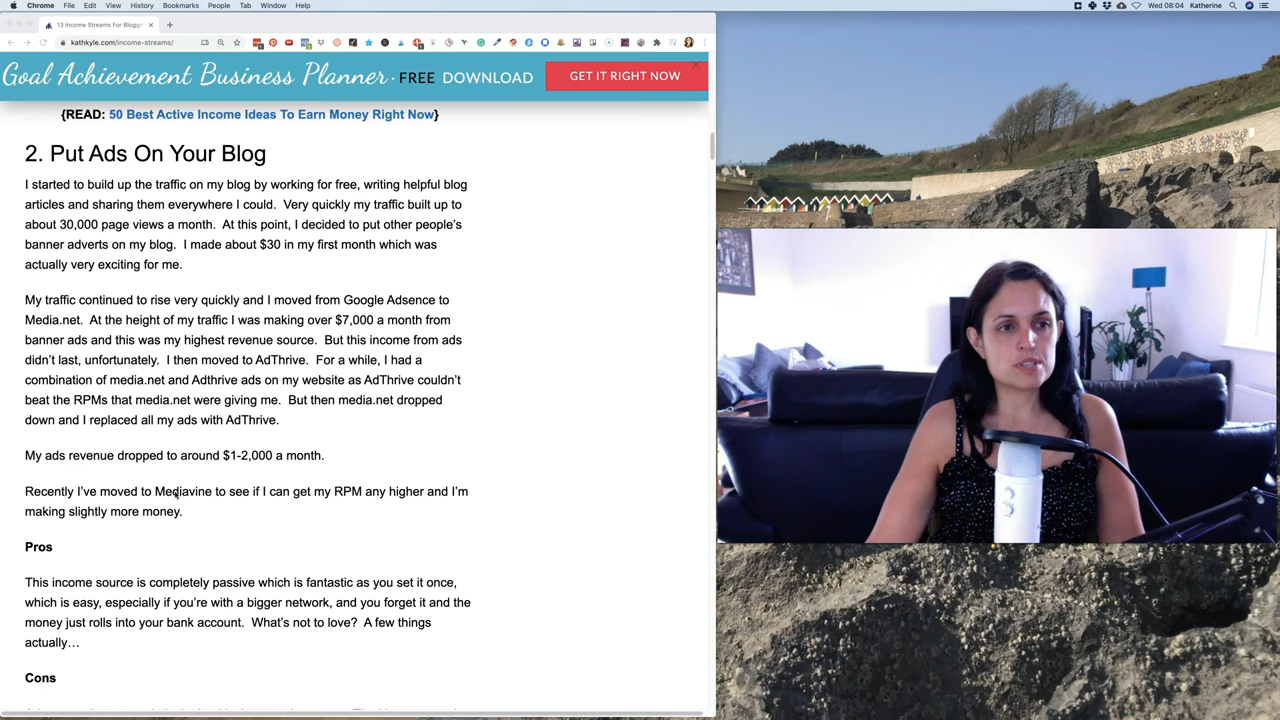 Chrome File Edit View History Bookmarks People Tab Window Help
Wed 08:04 Katherine
13 Income Streams For Blogge
kathkyle.com/income-streams/
Goal Achievement Business Planner · FREE DOWNLOAD
GET IT RIGHT NOW
{READ: 50 Best Active Income Ideas To Earn Money Right Now}
2. Put Ads On Your Blog
I started to build up the traffic on my blog by working for free, writing helpful blog
articles and sharing them everywhere I could. Very quickly my traffic built up to
about 30,000 page views a month. At this point, I decided to put other people's
banner adverts on my blog. I made about $30 in my first month which was
actually very exciting for me.
My traffic continued to rise very quickly and I moved from Google Adsence to
Media.net. At the height of my traffic I was making over $7,000 a month from
banner ads and this was my highest revenue source. But this income from ads
didn't last, unfortunately. I then moved to AdThrive. For a while, I had a
combination of media.net and Adthrive ads on my website as AdThrive couldn't
beat the RPMs that media.net were giving me. But then media.net dropped
down and I replaced all my ads with AdThrive.
My ads revenue dropped to around $1-2,000 a month.
Recently I've moved to Mediavine to see if I can get my RPM any higher and I'm
making slightly more money.
Pros
This income source is completely passive which is fantastic as you set it once,
which is easy, especially if you're with a bigger network, and you forget it and the
money just rolls into your bank account. What's not to love? A few things
actually…
Cons